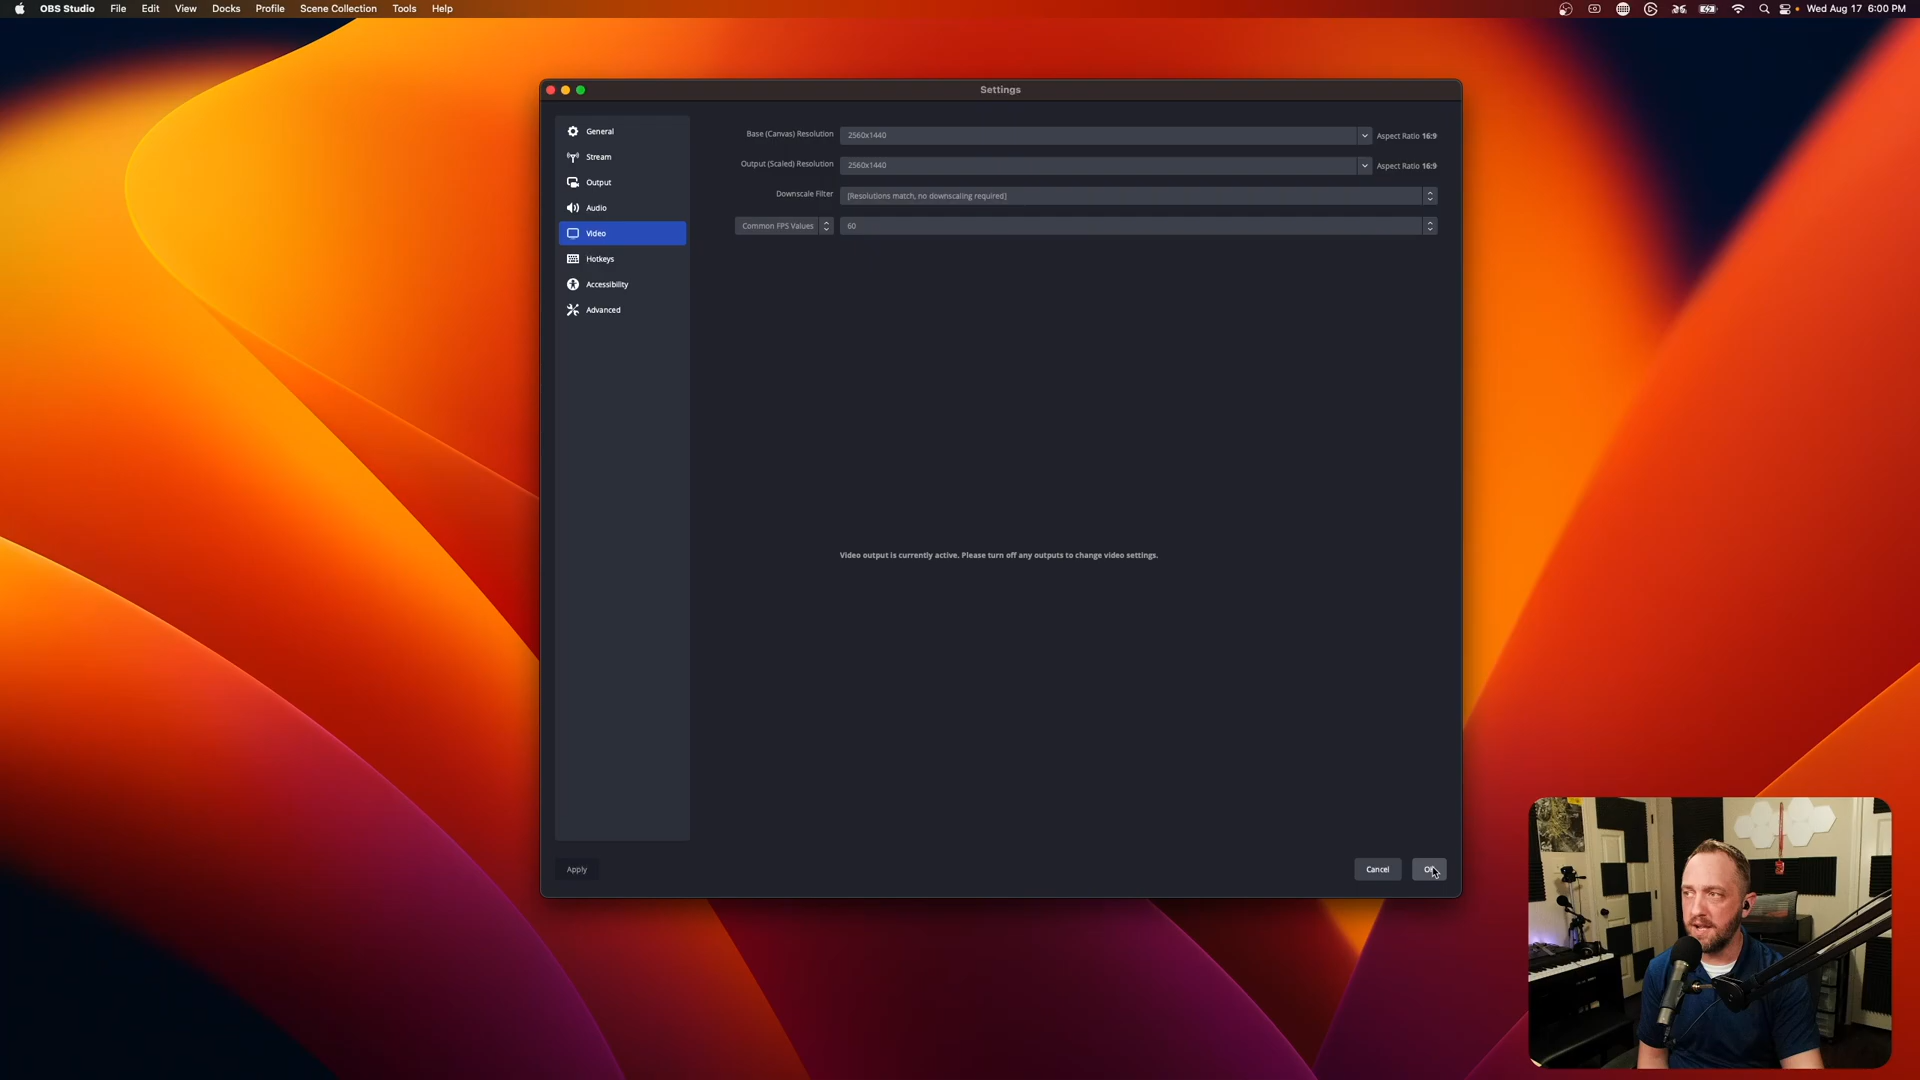 OBS Studio File Edit View Docks Profile Scene Collection Tools Help Wed Aug 17 6:00 PM
Settings
General
Stream
Output
Audio
Video
Hotkeys
Accessibility
Advanced
Base (Canvas) Resolution 2560x1440 Aspect Ratio 16:9
Output (Scaled) Resolution 2560x1440 Aspect Ratio 16:9
Downscale Filter [Resolutions match, no downscaling required]
Common FPS Values 60
Video output is currently active. Please turn off any outputs to change video settings.
Apply Cancel